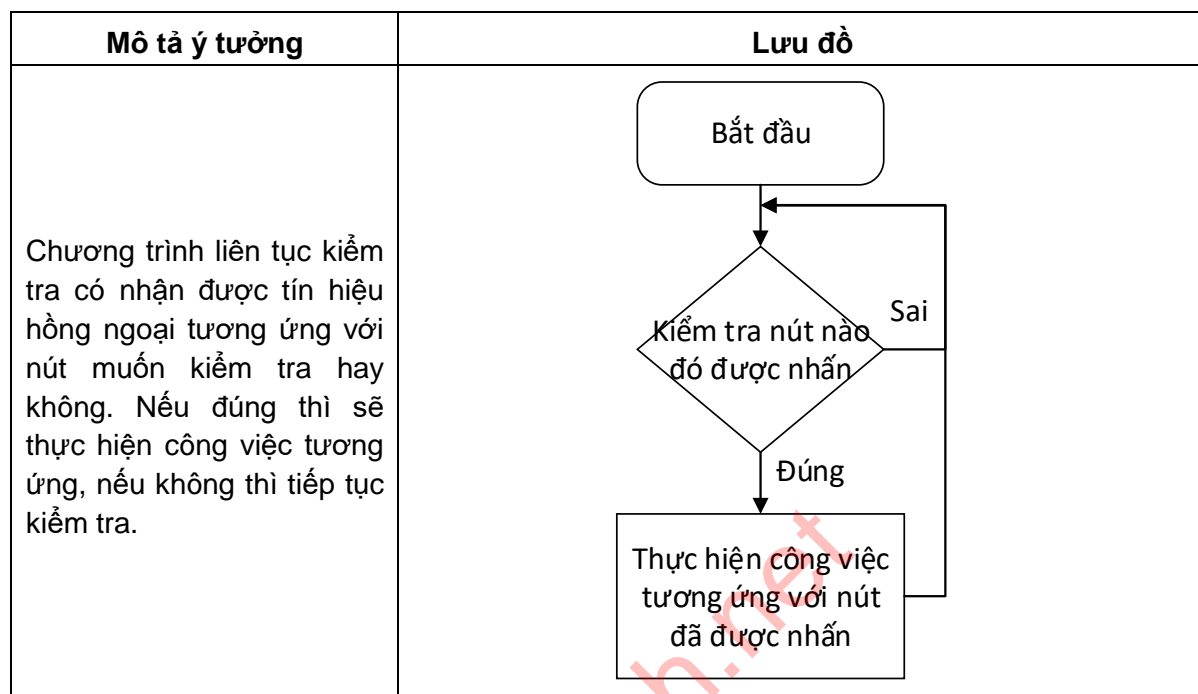 Mô tả ý tưởng
Lưu đồ
Chương trình liên tục kiểm
tra có nhận được tín hiệu
hồng ngoại tương ứng với
nút muốn kiểm tra hay
không. Nếu đúng thì sẽ
thực hiện công việc tương
ứng, nếu không thì tiếp tục
kiểm tra.
Bắt đầu
Kiểm tra nút nào
đó được nhấn
Sai
Đúng
Thực hiện công việc
tương ứng với nút
đã được nhấn
h.net